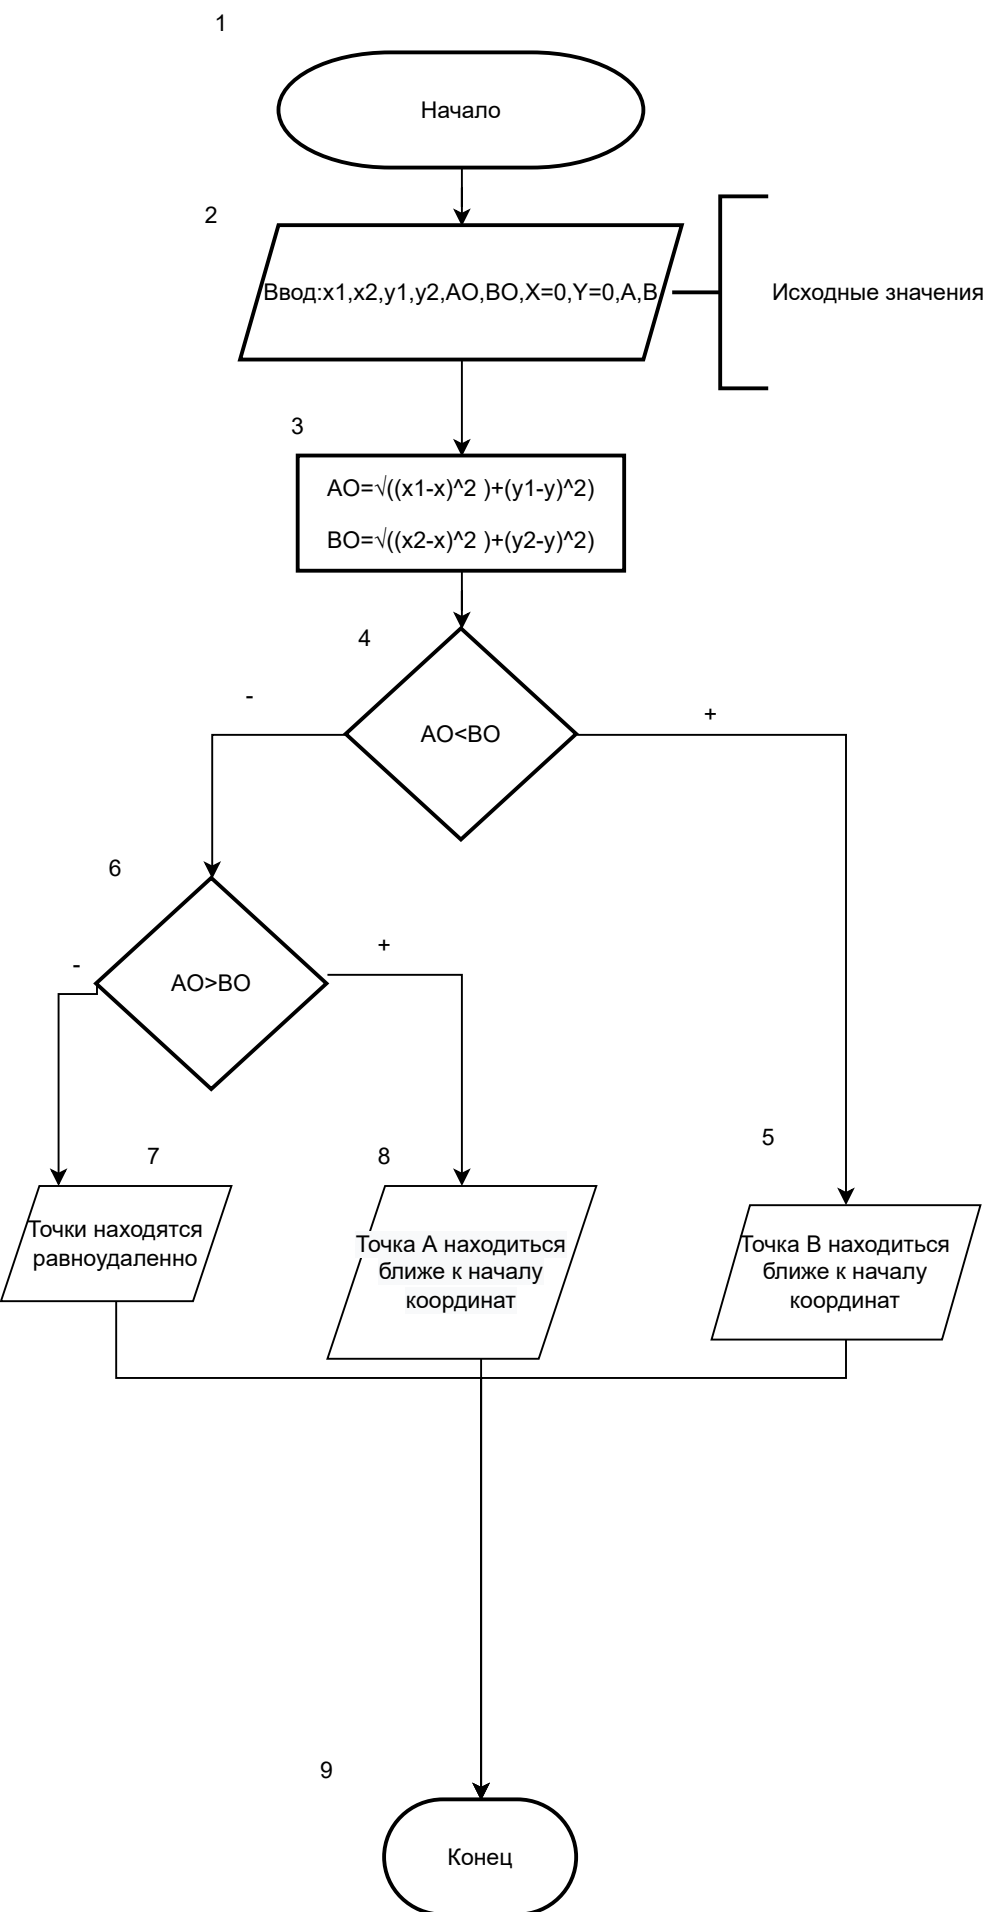 1
Начало
2
Ввод:x1,x2,y1,y2,AO,BO,X=0,Y=0,A,B
Исходные значения
3
AO=√((x1-x)^2 )+(y1-y)^2)
BO=√((x2-x)^2 )+(y2-y)^2)
4
AO<BO
-
+
6
AO>BO
-
+
5
7
8
Точки находятся
равноудаленно
Точка А находиться
ближе к началу
координат
Точка В находиться
ближе к началу
координат
9
Конец